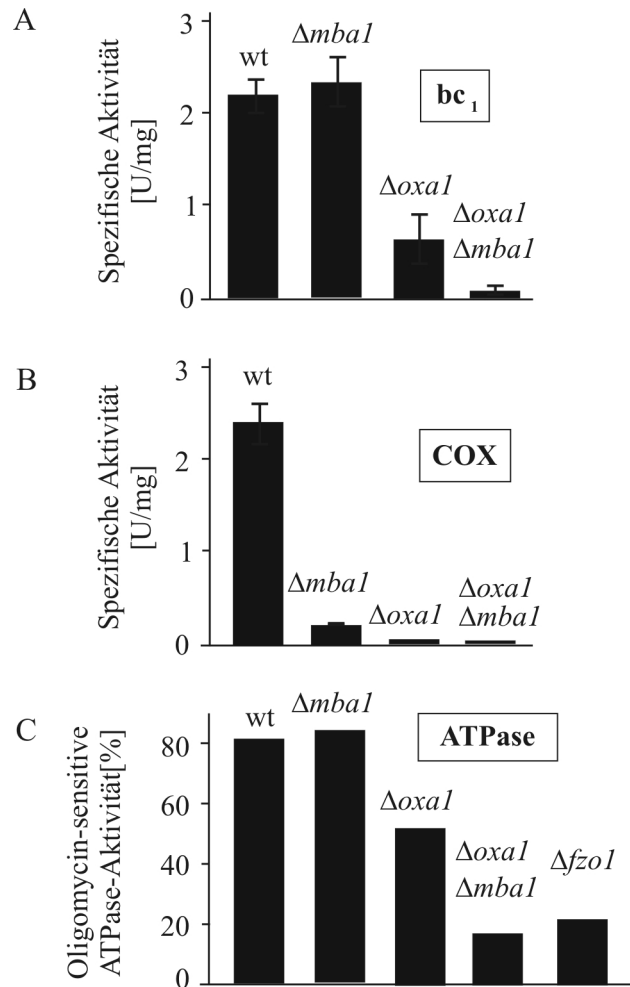 A
Spezifische Aktivität
[U/mg]
3
2
1
0
wt
Δmba1
Δoxa1
Δoxa1
Δmba1
bc 1
B
Spezifische Aktivität
[U/mg]
3
2
1
0
wt
Δmba1
Δoxa1
Δoxa1
Δmba1
COX
C
Oligomycin-sensitive
ATPase-Aktivität[%]
80
60
40
20
0
wt
Δmba1
Δoxa1
Δoxa1
Δmba1
Δfzo1
ATPase